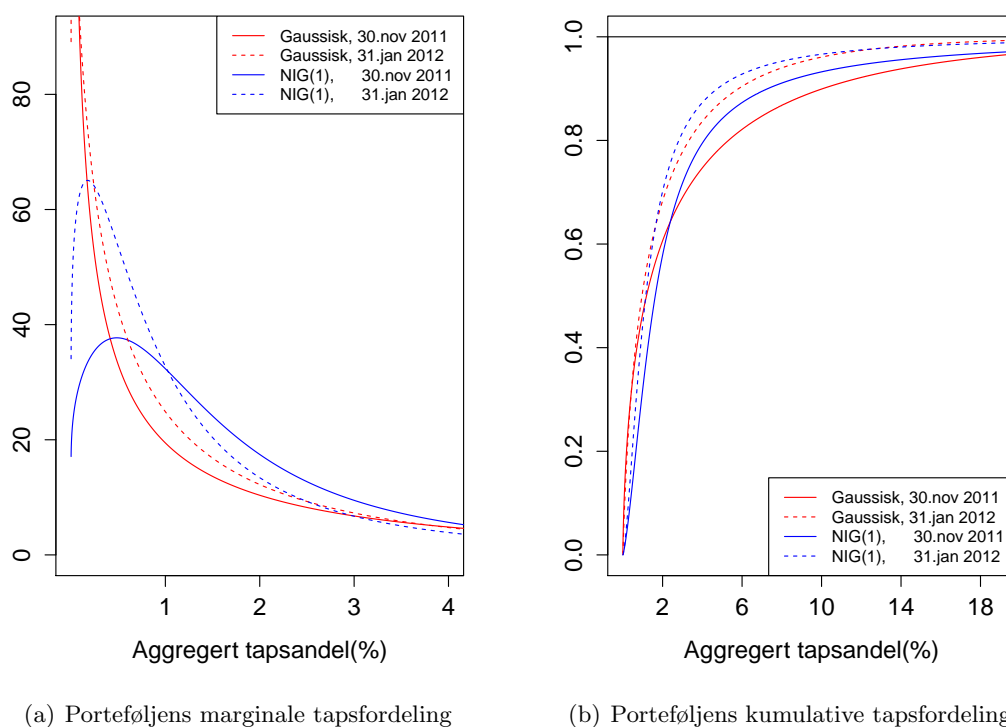 Gaussisk, 30.nov 2011
Gaussisk, 31.jan 2012
NIG(1), 30.nov 2011
NIG(1), 31.jan 2012
80
60
40
20
0
1 2 3 4
Aggregert tapsandel(%)
(a) Porteføljens marginale tapsfordeling
1.0
0.8
0.6
0.4
0.2
0.0
Gaussisk, 30.nov 2011
Gaussisk, 31.jan 2012
NIG(1), 30.nov 2011
NIG(1), 31.jan 2012
2 6 10 14 18
Aggregert tapsandel(%)
(b) Porteføljens kumulative tapsfordeling